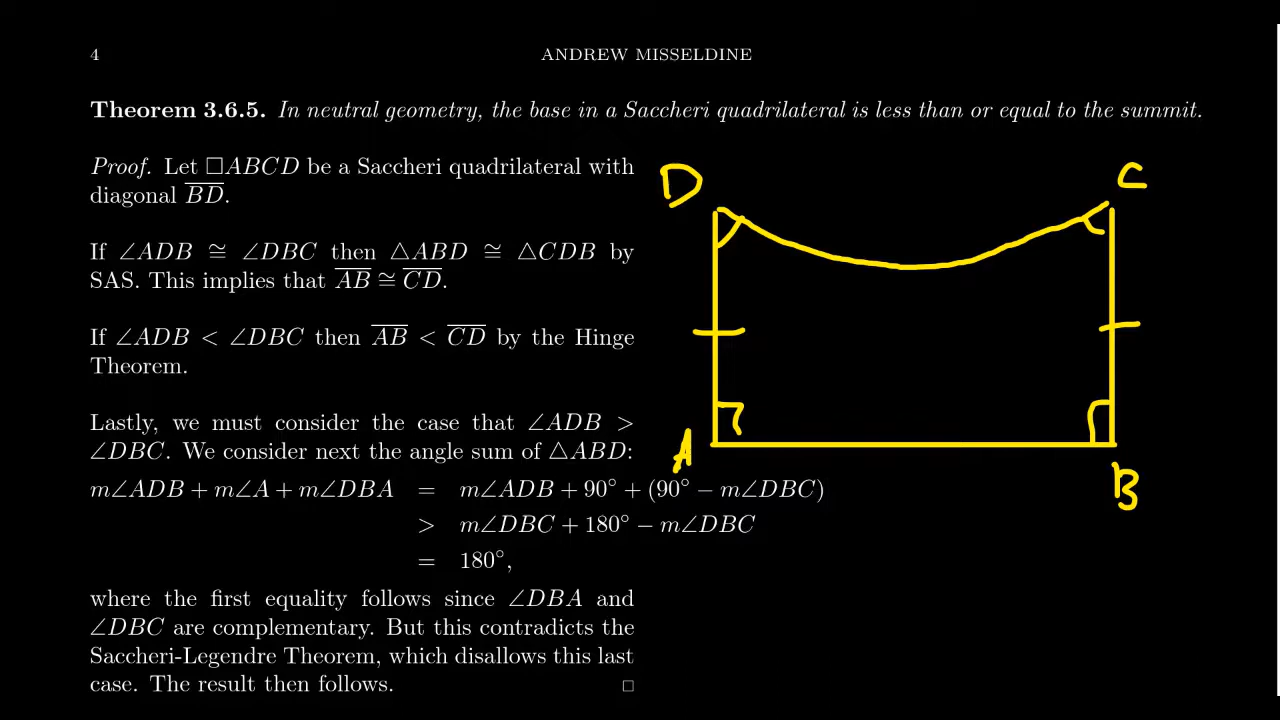 4
ANDREW MISSELDINE
Theorem 3.6.5. In neutral geometry, the base in a Saccheri quadrilateral is less than or equal to the summit.
Proof. Let □ABCD be a Saccheri quadrilateral with
diagonal B̅D̅.
If ∠ADB ≅ ∠DBC then △ABD ≅ △CDB by
SAS. This implies that A̅B̅ ≅ C̅D̅.
If ∠ADB < ∠DBC then A̅B̅ < C̅D̅ by the Hinge
Theorem.
Lastly, we must consider the case that ∠ADB >
∠DBC. We consider next the angle sum of △ABD:
m∠ADB + m∠A + m∠DBA = m∠ADB + 90° + (90° − m∠DBC)
> m∠DBC + 180° − m∠DBC
= 180°,
where the first equality follows since ∠DBA and
∠DBC are complementary. But this contradicts the
Saccheri-Legendre Theorem, which disallows this last
case. The result then follows. □
D
C
A
B